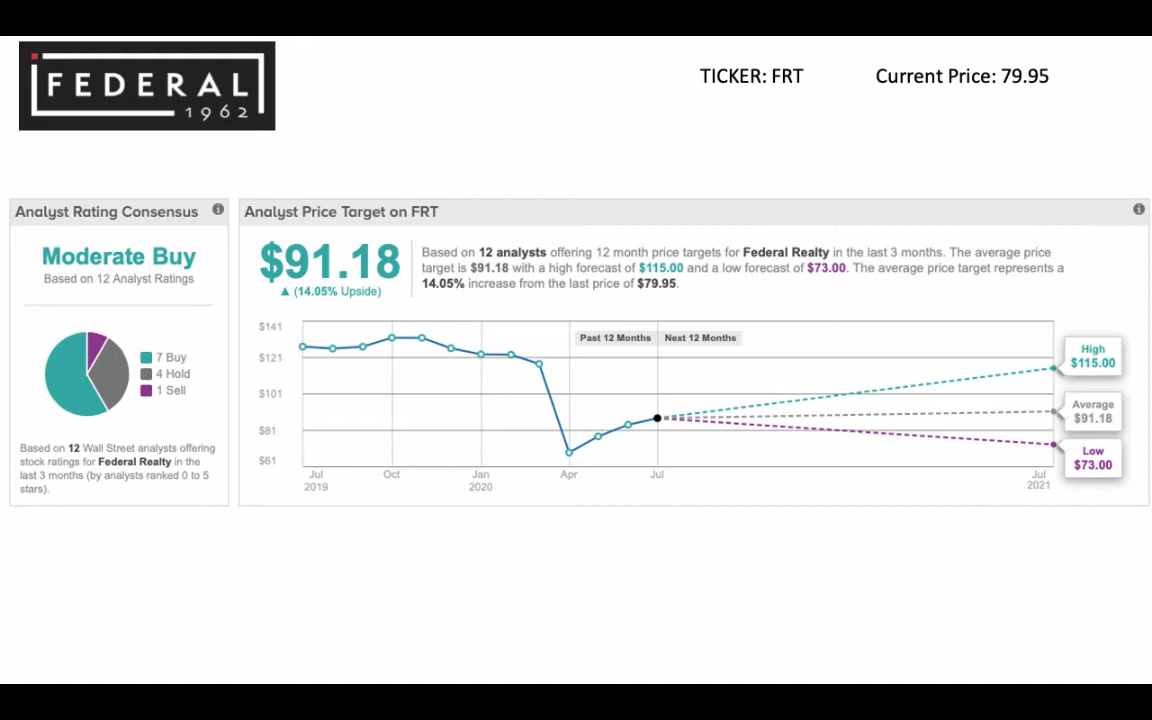 FEDERAL
1962
TICKER: FRT
Current Price: 79.95
Analyst Rating Consensus
Moderate Buy
Based on 12 Analyst Ratings
7 Buy
4 Hold
1 Sell
Based on 12 Wall Street analysts offering
stock ratings for Federal Realty in the
last 3 months (by analysts ranked 0 to 5
stars).
Analyst Price Target on FRT
$91.18
▲ (14.05% Upside)
Based on 12 analysts offering 12 month price targets for Federal Realty in the last 3 months. The average price
target is $91.18 with a high forecast of $115.00 and a low forecast of $73.00. The average price target represents a
14.05% increase from the last price of $79.95.
$141
$121
$101
$81
$61
Past 12 Months
Next 12 Months
High
$115.00
Average
$91.18
Low
$73.00
Jul
2019
Oct
Jan
2020
Apr
Jul
Jul
2021